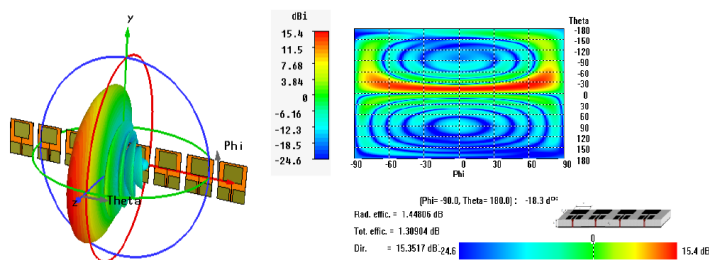 y
Phi
Theta
z
dBi
15.4
11.5
7.68
3.84
0
-6.16
-12.3
-18.5
-24.6
Theta
-180
-150
-120
-90
-60
-30
0
30
60
90
120
150
180
-90 -60 -30 0 30 60 90
Phi
[Phi= -90.0, Theta= 180.0] : -18.3 d
Rad. effic. = 1.44806 dB
Tot. effic. = 1.30904 dB
Dir. = 15.3517 dB
0
-24.6 15.4 dB